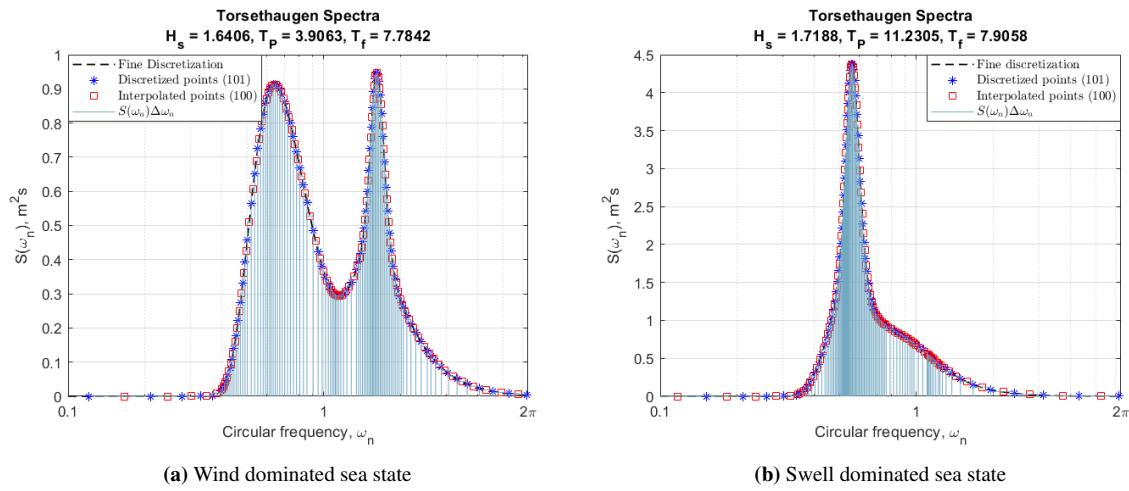 Torsethaugen Spectra
H_s = 1.6406, T_P = 3.9063, T_f = 7.7842
Fine Discretization
Discretized points (101)
Interpolated points (100)
S(ω_n)Δω_n
1
0.9
0.8
0.7
0.6
0.5
0.4
0.3
0.2
0.1
0
S(ω_n), m²s
0.1
1
2π
Circular frequency, ω_n
(a) Wind dominated sea state
Torsethaugen Spectra
H_s = 1.7188, T_P = 11.2305, T_f = 7.9058
Fine discretization
Discretized points (101)
Interpolated points (100)
S(ω_n)Δω_n
4.5
4
3.5
3
2.5
2
1.5
1
0.5
0
S(ω_n), m²s
0.1
1
2π
Circular frequency, ω_n
(b) Swell dominated sea state